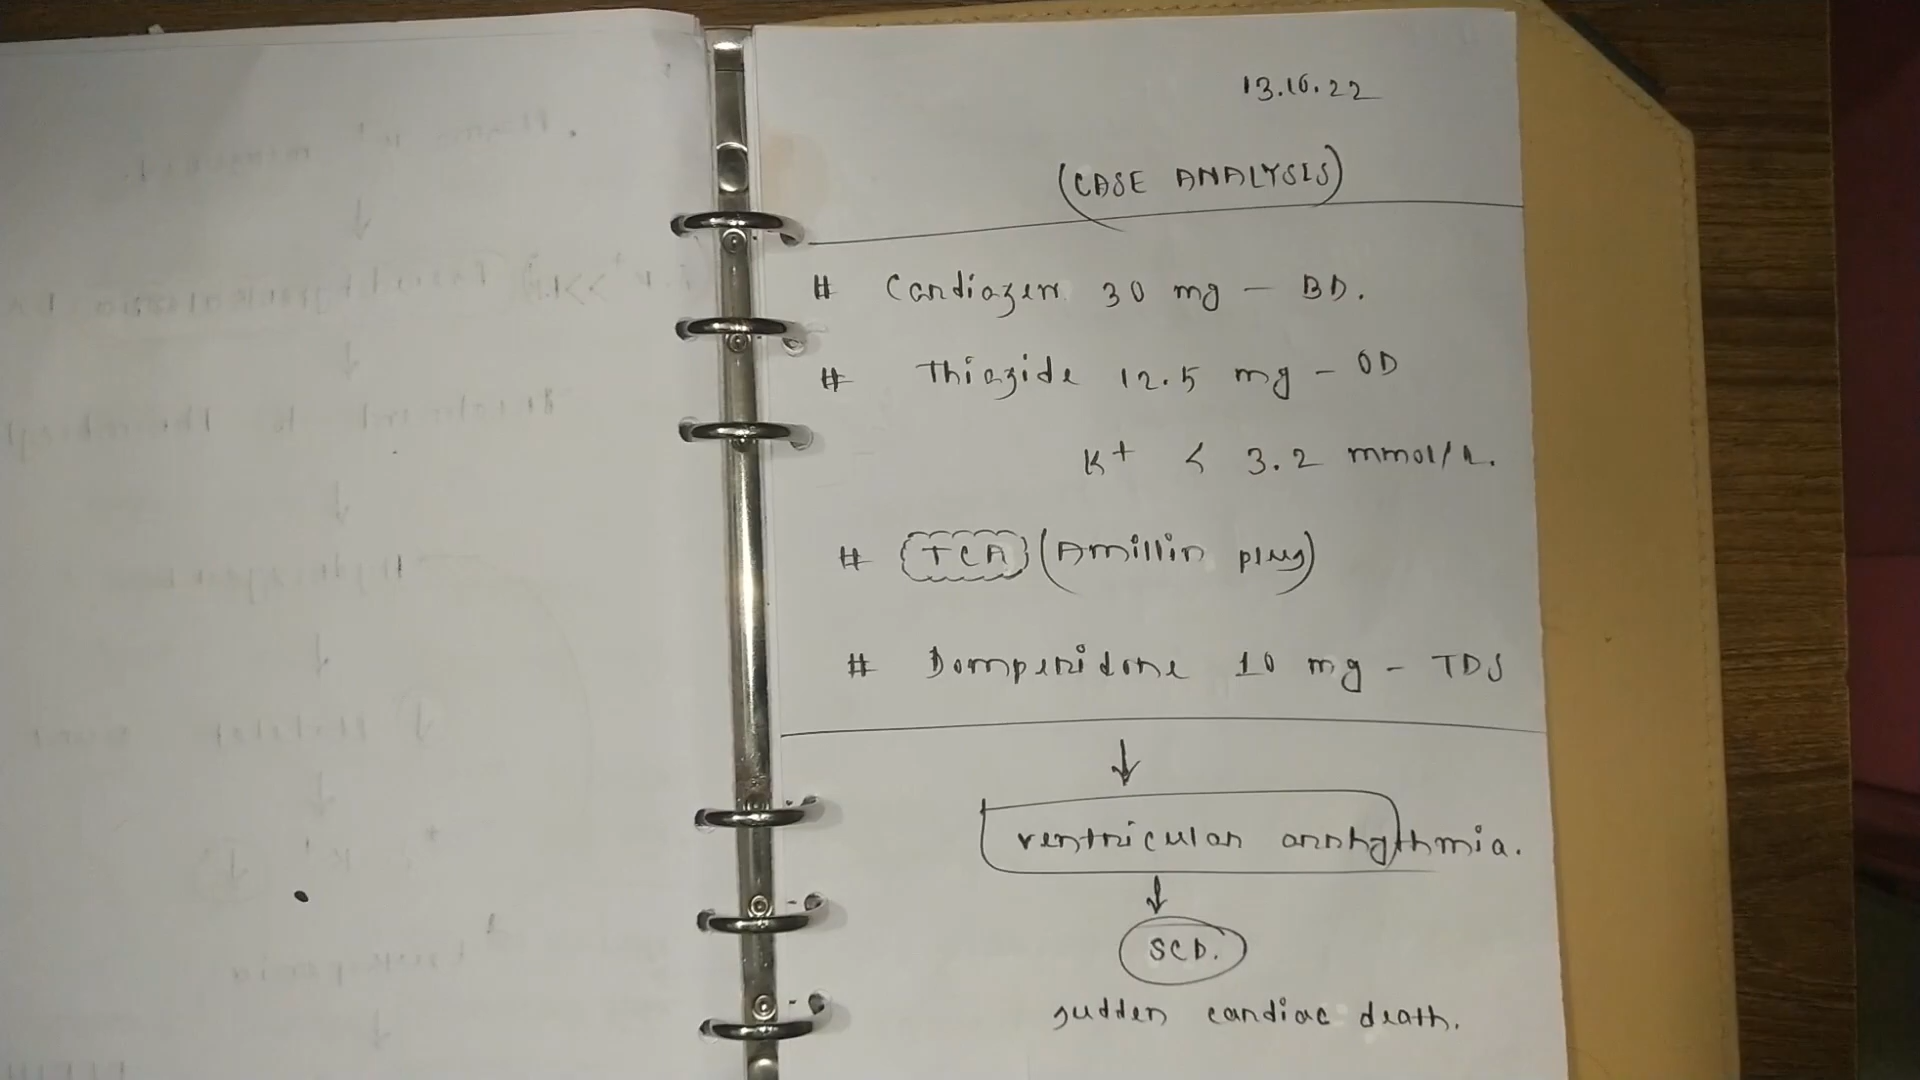 13.10.22
(CASE ANALYSIS)
# Cardiazem 30 mg - BD.
# Thiazide 12.5 mg - OD
K+ < 3.2 mmol/L.
# TCA (Amillin plus)
# Domperidone 10 mg - TDS
↓
ventricular arrhythmia.
↓
SCD.
sudden cardiac death.